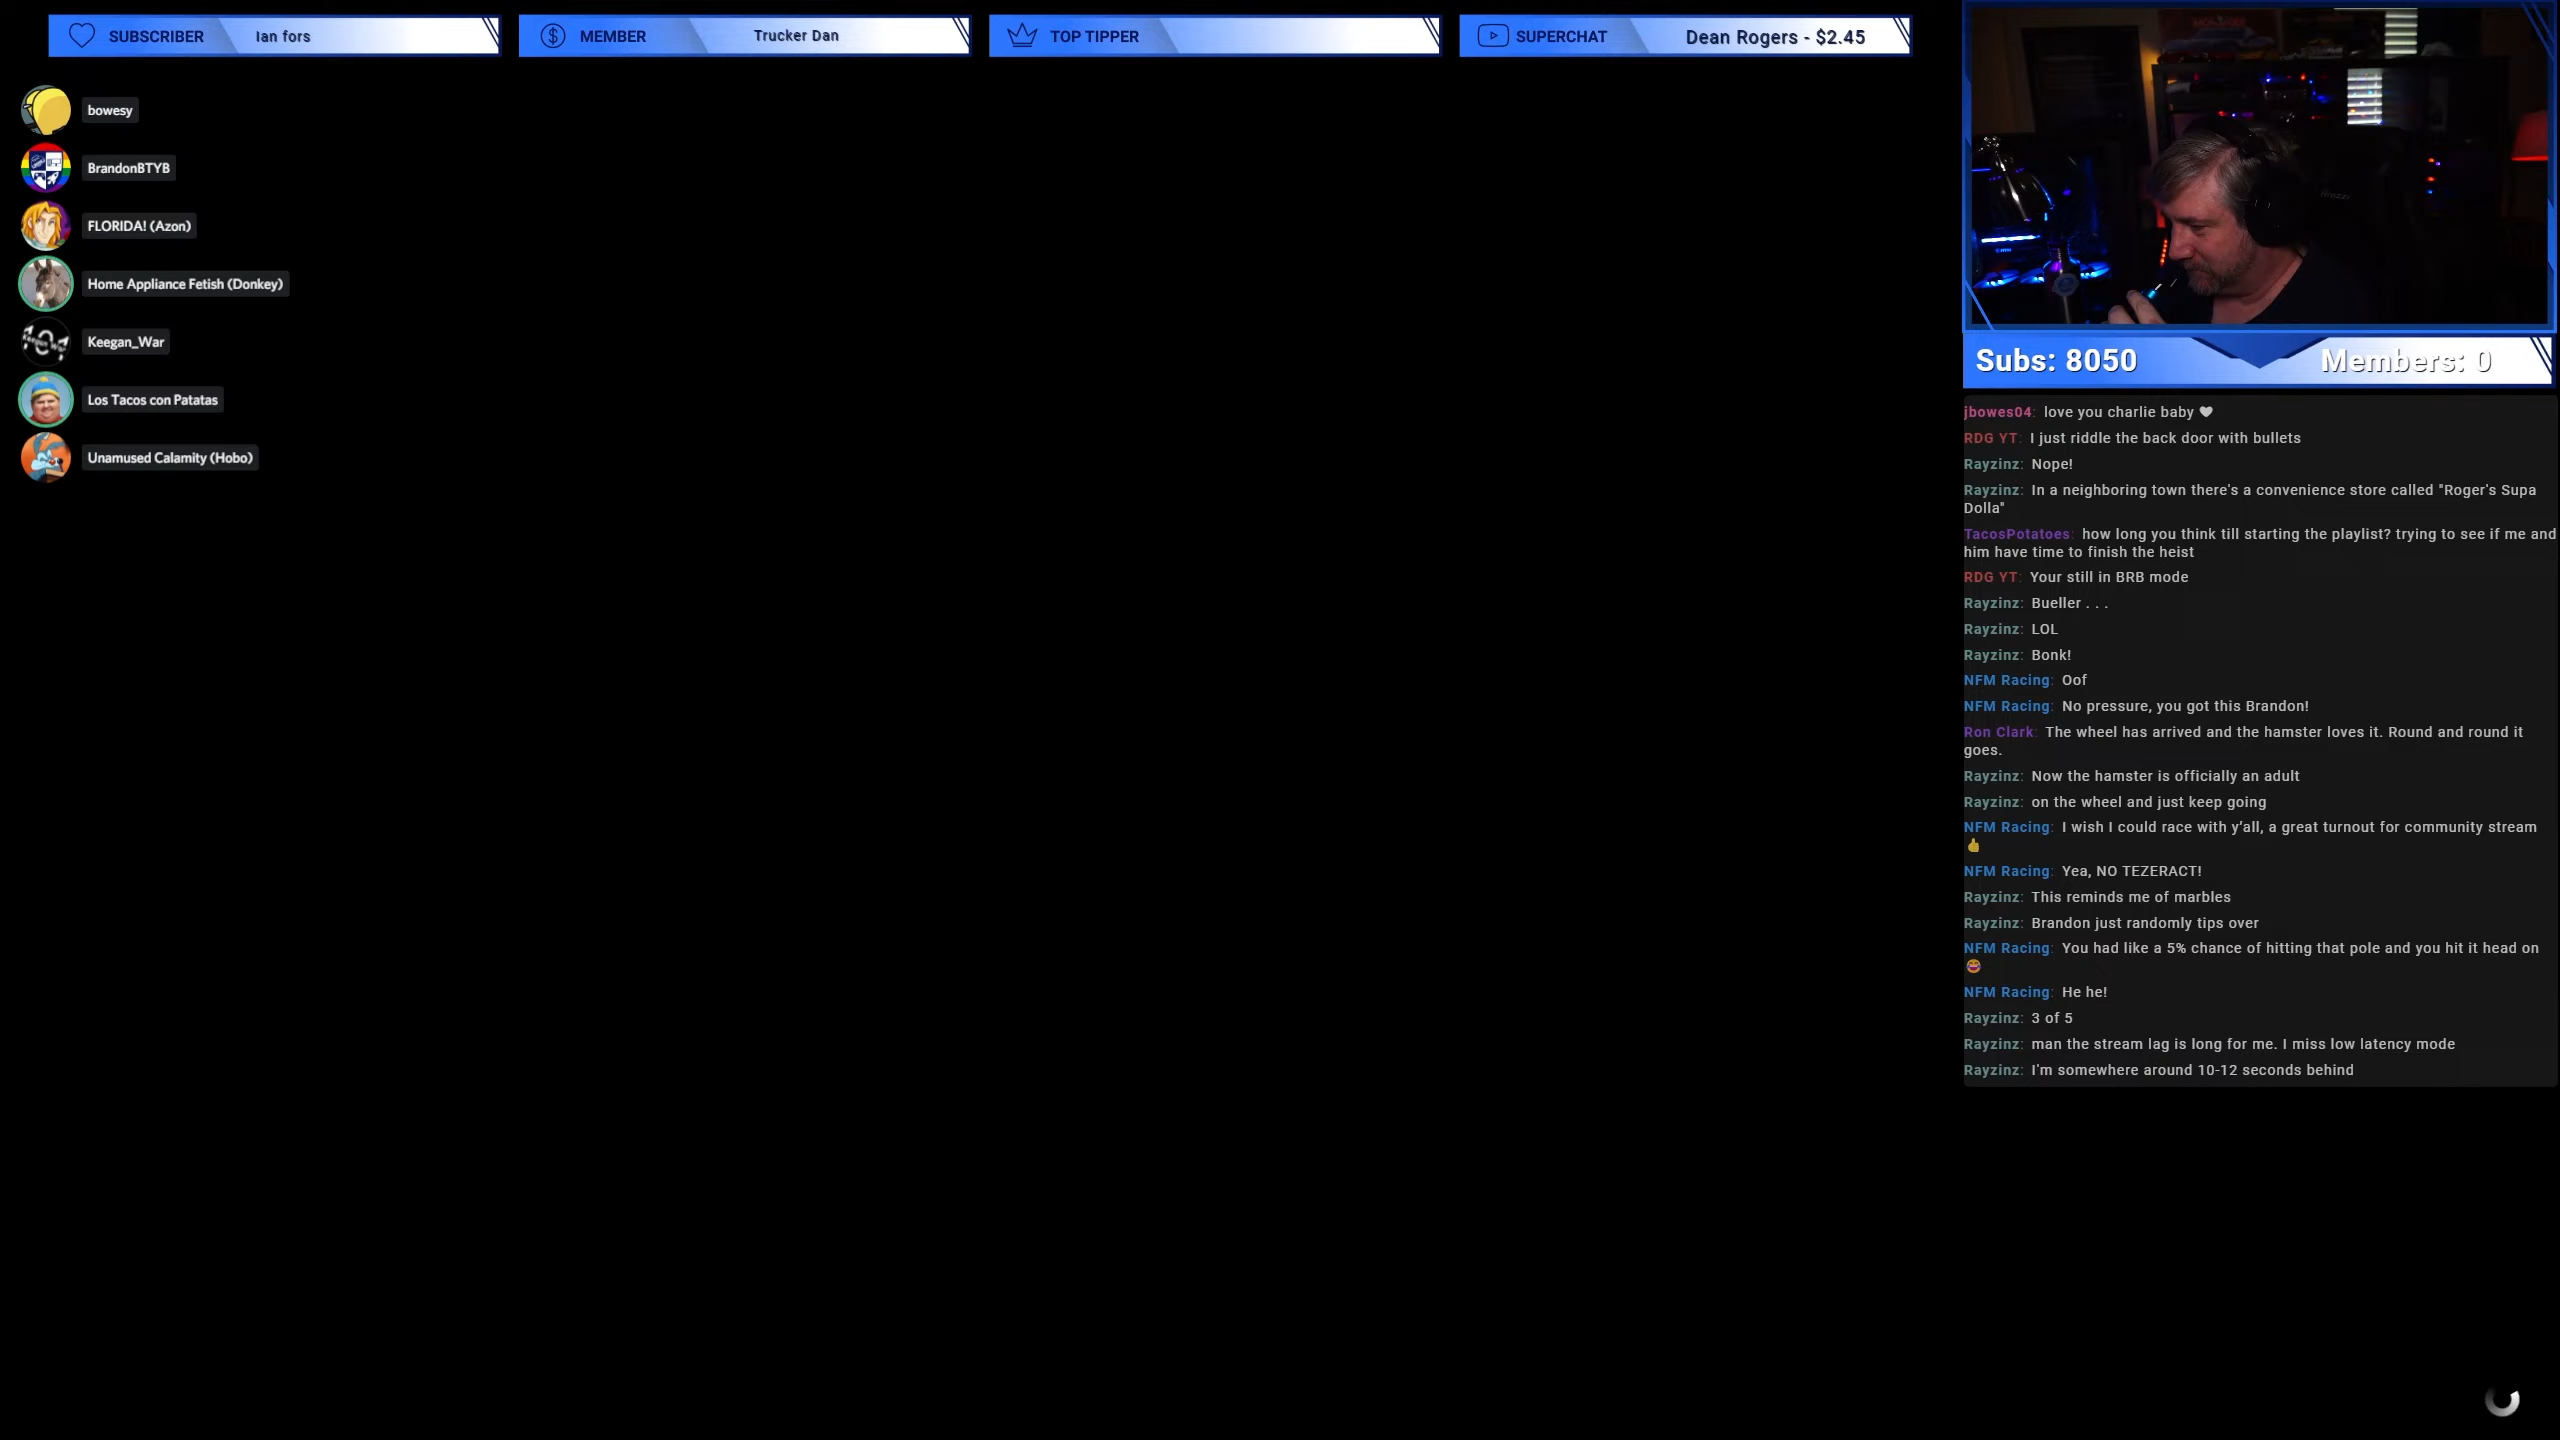 SUBSCRIBER Ian fors
MEMBER Trucker Dan
TOP TIPPER
SUPERCHAT Dean Rogers - $2.45
bowesy
BrandonBTYB
FLORIDA! (Azon)
Home Appliance Fetish (Donkey)
Keegan_War
Los Tacos con Patatas
Unamused Calamity (Hobo)
Subs: 8050 Members: 0
jbowes04: love you charlie baby 🖤
RDG YT: I just riddle the back door with bullets
Rayzinz: Nope!
Rayzinz: In a neighboring town there's a convenience store called "Roger's Supa
Dolla"
TacosPotatoes: how long you think till starting the playlist? trying to see if me and
him have time to finish the heist
RDG YT: Your still in BRB mode
Rayzinz: Bueller . . .
Rayzinz: LOL
Rayzinz: Bonk!
NFM Racing: Oof
NFM Racing: No pressure, you got this Brandon!
Ron Clark: The wheel has arrived and the hamster loves it. Round and round it
goes.
Rayzinz: Now the hamster is officially an adult
Rayzinz: on the wheel and just keep going
NFM Racing: I wish I could race with y’all, a great turnout for community stream
👍
NFM Racing: Yea, NO TEZERACT!
Rayzinz: This reminds me of marbles
Rayzinz: Brandon just randomly tips over
NFM Racing: You had like a 5% chance of hitting that pole and you hit it head on
😂
NFM Racing: He he!
Rayzinz: 3 of 5
Rayzinz: man the stream lag is long for me. I miss low latency mode
Rayzinz: I'm somewhere around 10-12 seconds behind